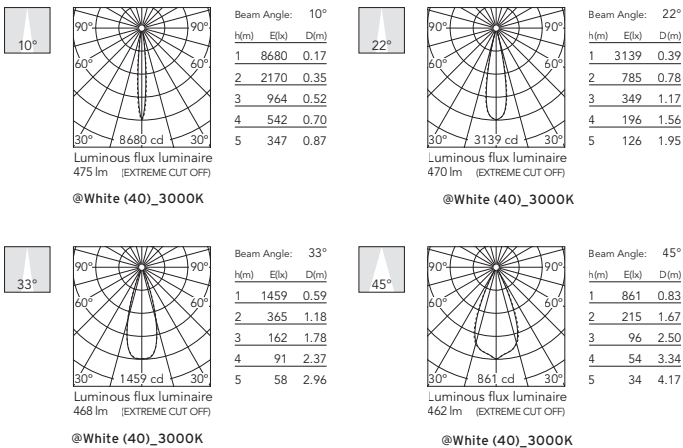 10°
90° 90°
60° 60°
30° 8680 cd 30°
Luminous flux luminaire
475 lm (EXTREME CUT OFF)
@White (40)_3000K
Beam Angle: 10°
h(m) E(lx) D(m)
1 8680 0.17
2 2170 0.35
3 964 0.52
4 542 0.70
5 347 0.87
22°
90° 90°
60° 60°
30° 3139 cd 30°
Luminous flux luminaire
470 lm (EXTREME CUT OFF)
@White (40)_3000K
Beam Angle: 22°
h(m) E(lx) D(m)
1 3139 0.39
2 785 0.78
3 349 1.17
4 196 1.56
5 126 1.95
33°
90° 90°
60° 60°
30° 1459 cd 30°
Luminous flux luminaire
468 lm (EXTREME CUT OFF)
@White (40)_3000K
Beam Angle: 33°
h(m) E(lx) D(m)
1 1459 0.59
2 365 1.18
3 162 1.78
4 91 2.37
5 58 2.96
45°
90° 90°
60° 60°
30° 861 cd 30°
Luminous flux luminaire
462 lm (EXTREME CUT OFF)
@White (40)_3000K
Beam Angle: 45°
h(m) E(lx) D(m)
1 861 0.83
2 215 1.67
3 96 2.50
4 54 3.34
5 34 4.17